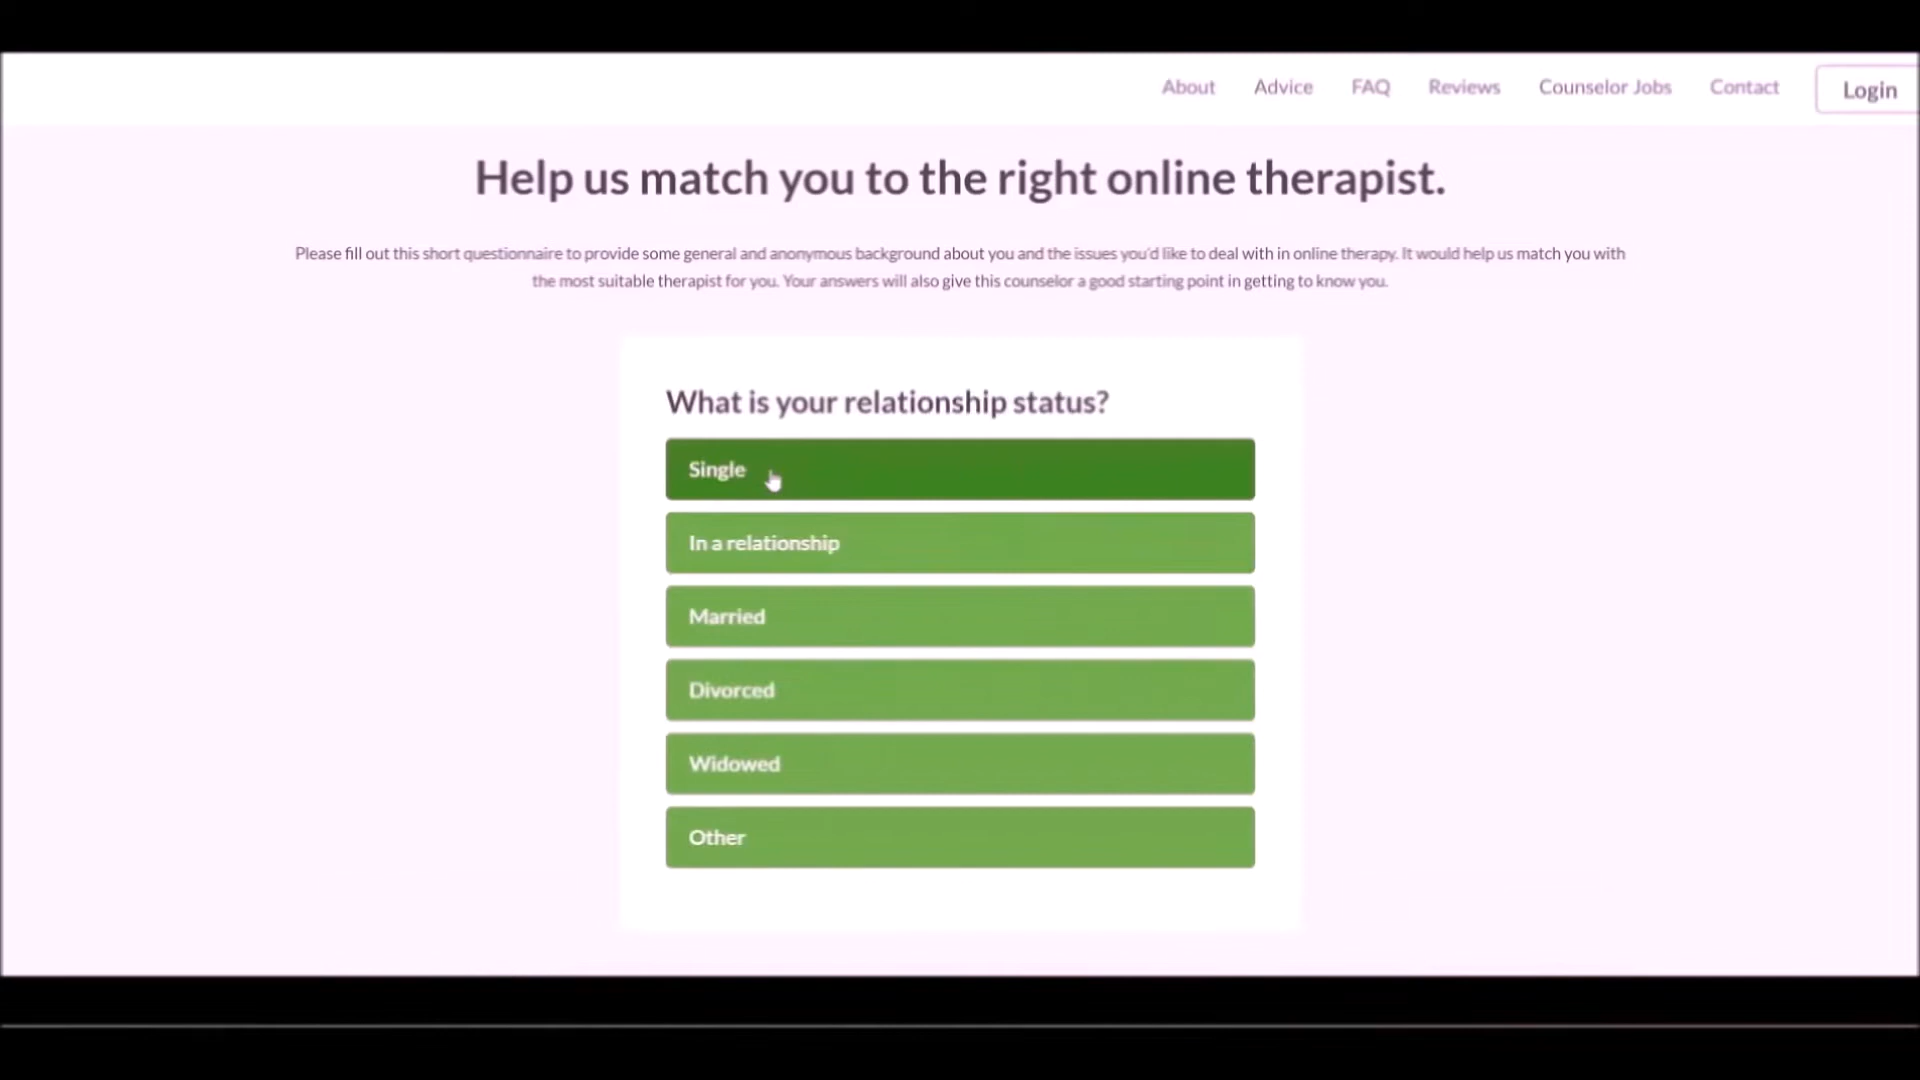 About Advice FAQ Reviews Counselor Jobs Contact Login
Help us match you to the right online therapist.
Please fill out this short questionnaire to provide some general and anonymous background about you and the issues you'd like to deal with in online therapy. It would help us match you with
the most suitable therapist for you. Your answers will also give this counselor a good starting point in getting to know you.
What is your relationship status?
Single
In a relationship
Married
Divorced
Widowed
Other